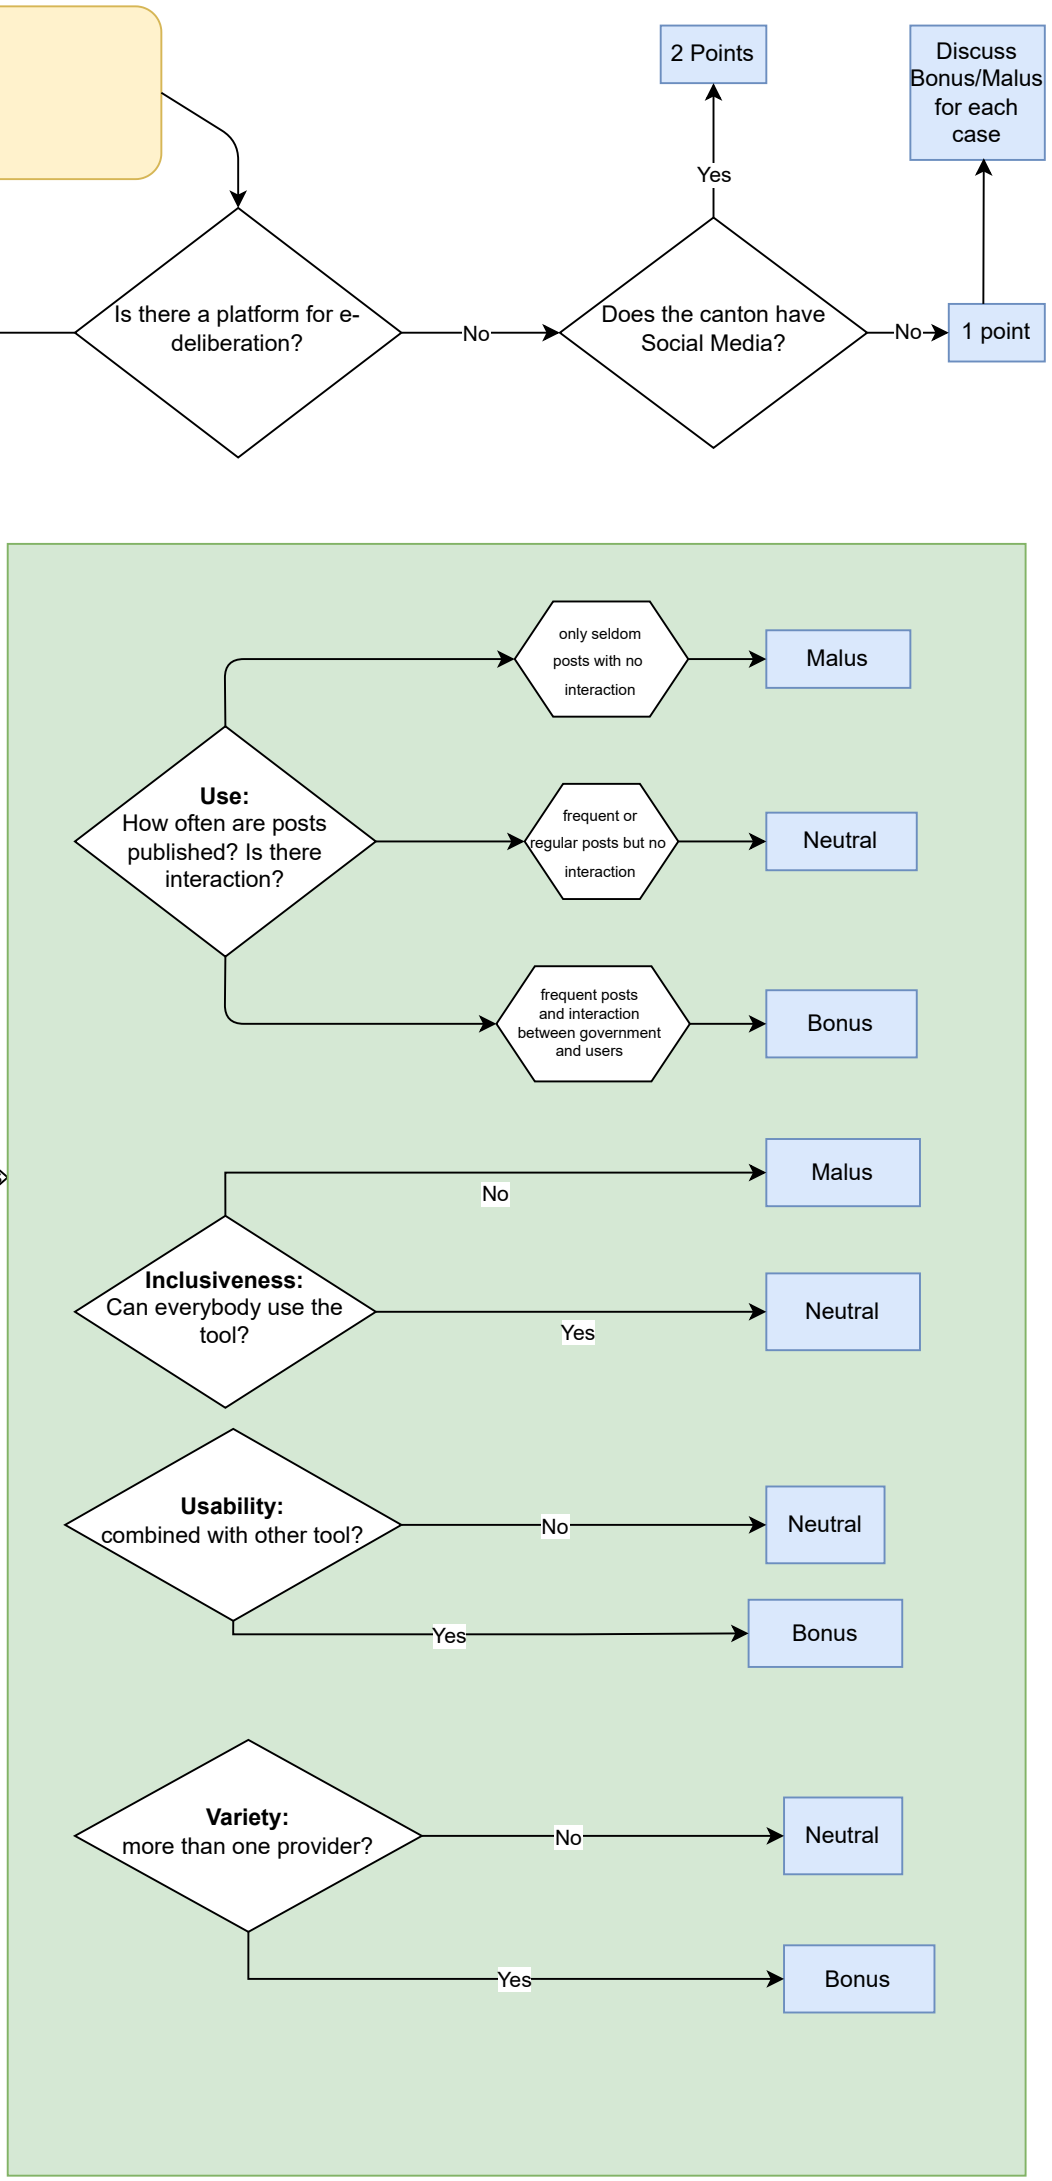 2 Points
Discuss
Bonus/Malus
for each
case
Yes
Is there a platform for e-
deliberation?
No
Does the canton have
Social Media?
No
1 point
only seldom
posts with no
interaction
Malus
Use:
How often are posts
published? Is there
interaction?
frequent or
regular posts but no
interaction
Neutral
frequent posts
and interaction
between government
and users
Bonus
Malus
No
Inclusiveness:
Can everybody use the
tool?
Neutral
Yes
Usability:
combined with other tool?
No
Neutral
Yes
Bonus
Variety:
more than one provider?
No
Neutral
Yes
Bonus